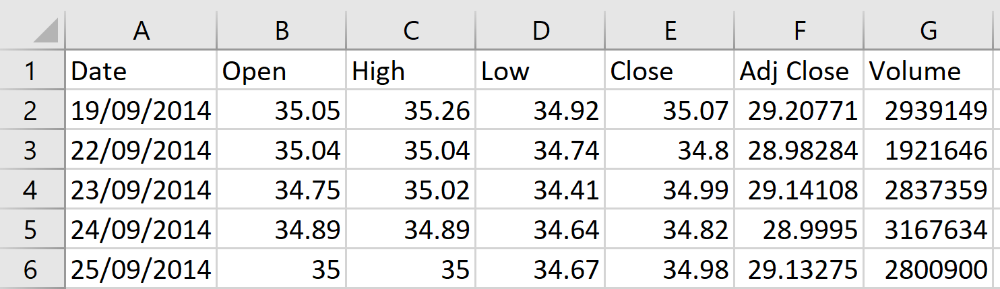 A B C D E F G
1 Date Open High Low Close Adj Close Volume
2 19/09/2014 35.05 35.26 34.92 35.07 29.20771 2939149
3 22/09/2014 35.04 35.04 34.74 34.8 28.98284 1921646
4 23/09/2014 34.75 35.02 34.41 34.99 29.14108 2837359
5 24/09/2014 34.89 34.89 34.64 34.82 28.9995 3167634
6 25/09/2014 35 35 34.67 34.98 29.13275 2800900